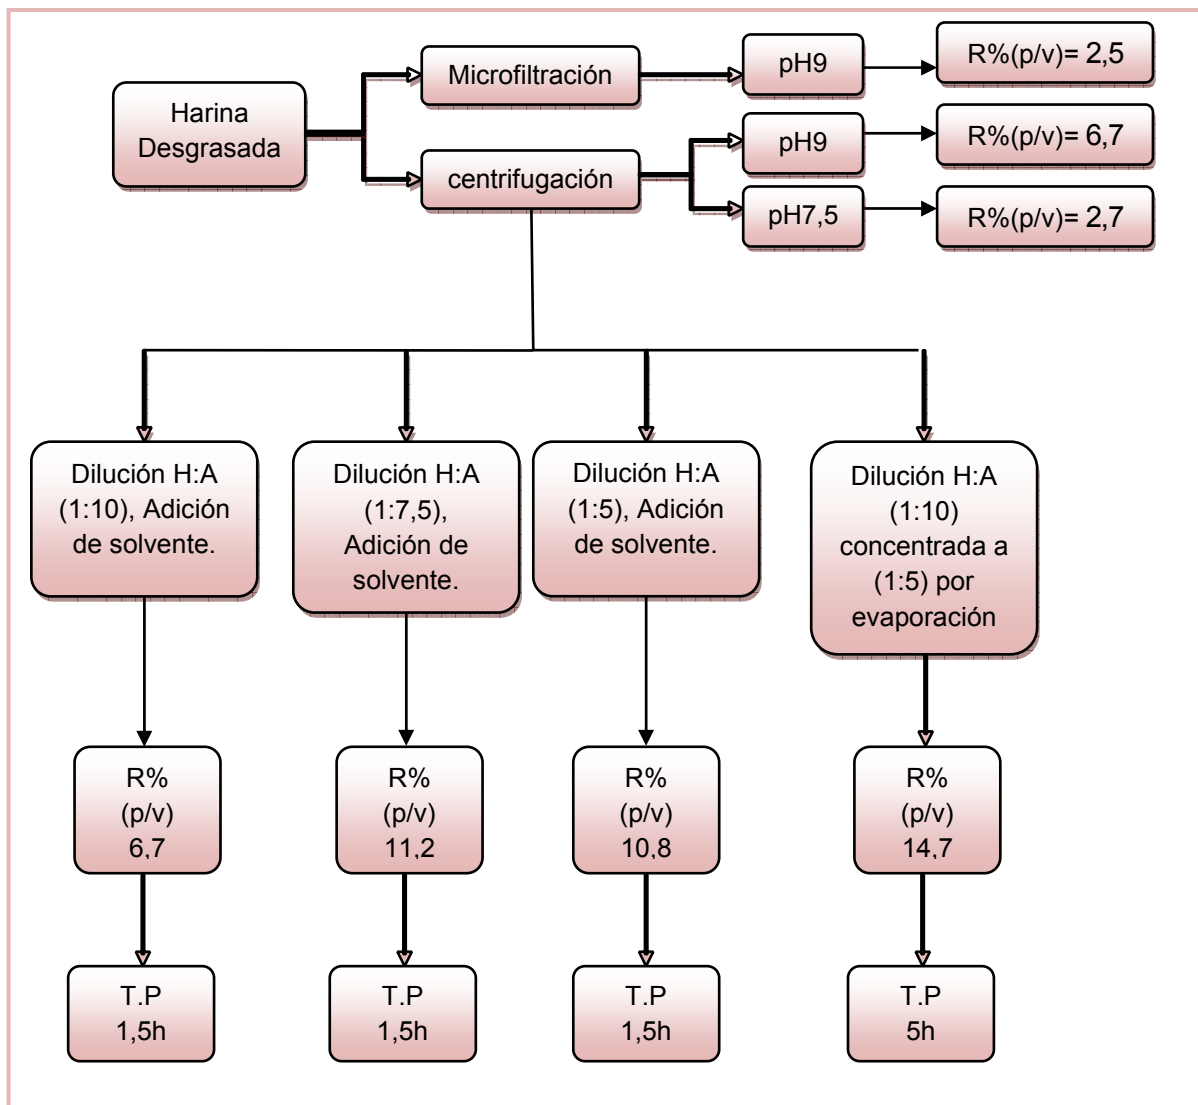 Harina
Desgrasada
Microfiltración
pH9
R%(p/v)= 2,5
centrifugación
pH9
R%(p/v)= 6,7
pH7,5
R%(p/v)= 2,7
Dilución H:A
(1:10), Adición
de solvente.
Dilución H:A
(1:7,5),
Adición de
solvente.
Dilución H:A
(1:5), Adición
de solvente.
Dilución H:A
(1:10)
concentrada a
(1:5) por
evaporación
R%
(p/v)
6,7
R%
(p/v)
11,2
R%
(p/v)
10,8
R%
(p/v)
14,7
T.P
1,5h
T.P
1,5h
T.P
1,5h
T.P
5h